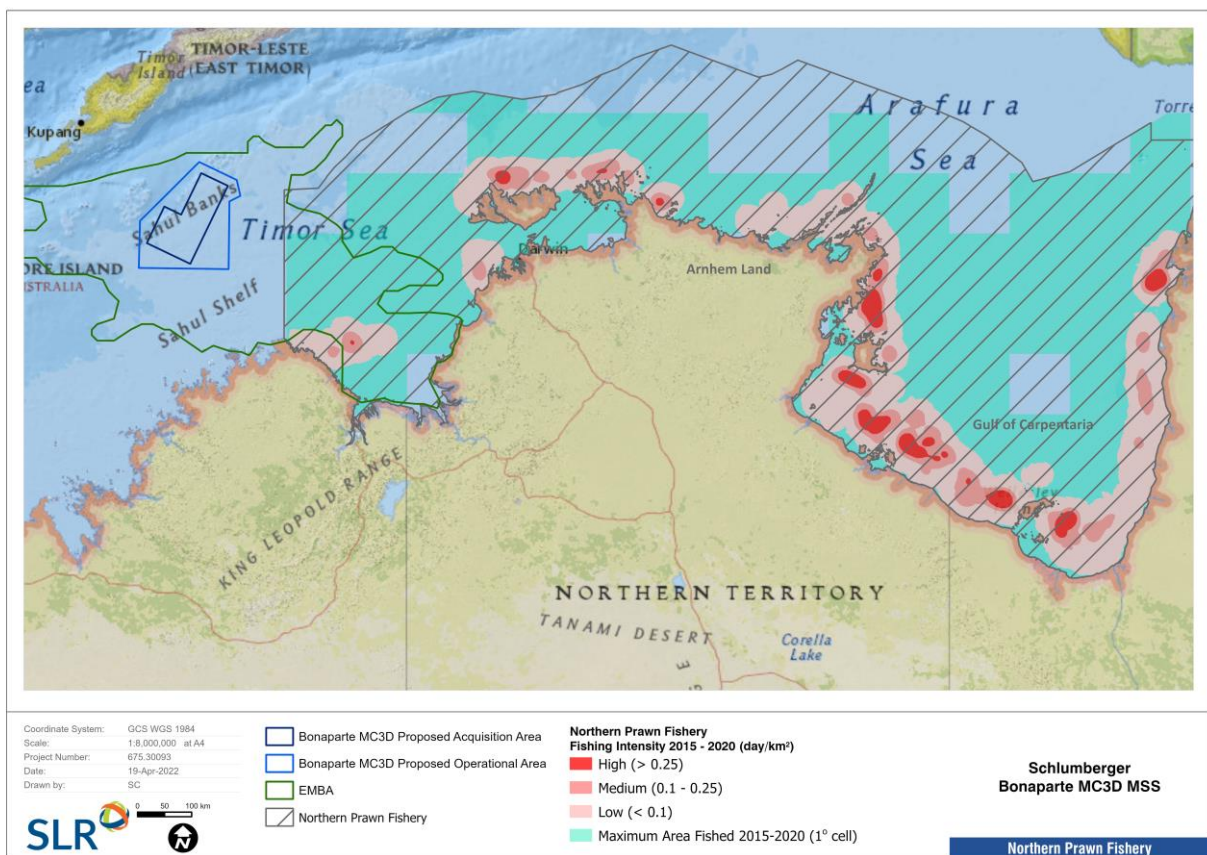 TIMOR-LESTE
(EAST TIMOR)
Timor
Island
ea
Kupang
Arafura
Sea
Torre
Sahul Banks
Timor Sea
ORE ISLAND
USTRALIA
Sahul Shelf
Darwin
Arnhem Land
Gulf of Carpentaria
KING LEOPOLD RANGE
NORTHERN TERRITORY
TANAMI DESERT
Corella
Lake
Coordinate System: GCS WGS 1984
Scale: 1:8,000,000 at A4
Project Number: 675.30093
Date: 19-Apr-2022
Drawn by: SC
0 50 100 km
SLR
N
Bonaparte MC3D Proposed Acquisition Area
Bonaparte MC3D Proposed Operational Area
EMBA
Northern Prawn Fishery
Northern Prawn Fishery
Fishing Intensity 2015 - 2020 (day/km²)
High (> 0.25)
Medium (0.1 - 0.25)
Low (< 0.1)
Maximum Area Fished 2015-2020 (1° cell)
Schlumberger
Bonaparte MC3D MSS
Northern Prawn Fishery